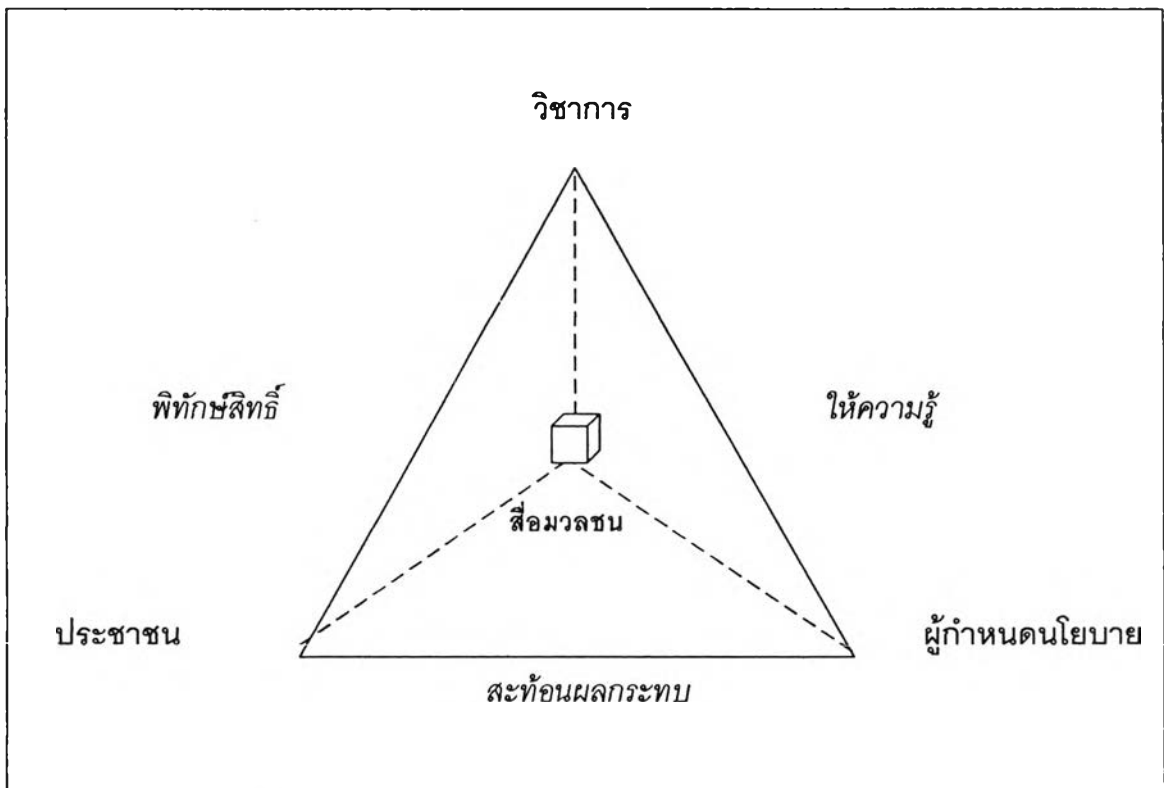 วิชาการ
พิทักษ์สิทธิ์
ให้ความรู้
สื่อมวลชน
ประชาชน
ผู้กำหนดนโยบาย
สะท้อนผลกระทบ